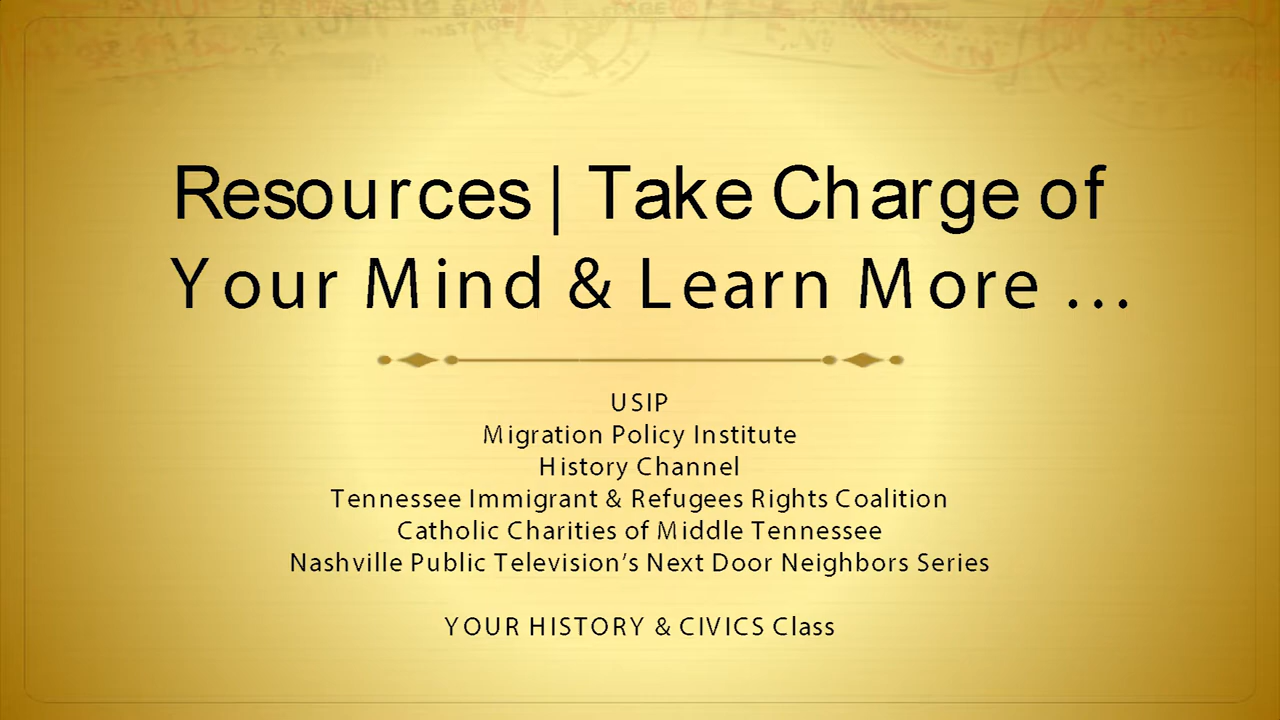 Resources | Take Charge of
Your Mind & Learn More ...
USIP
Migration Policy Institute
History Channel
Tennessee Immigrant & Refugees Rights Coalition
Catholic Charities of Middle Tennessee
Nashville Public Television’s Next Door Neighbors Series
YOUR HISTORY & CIVICS Class